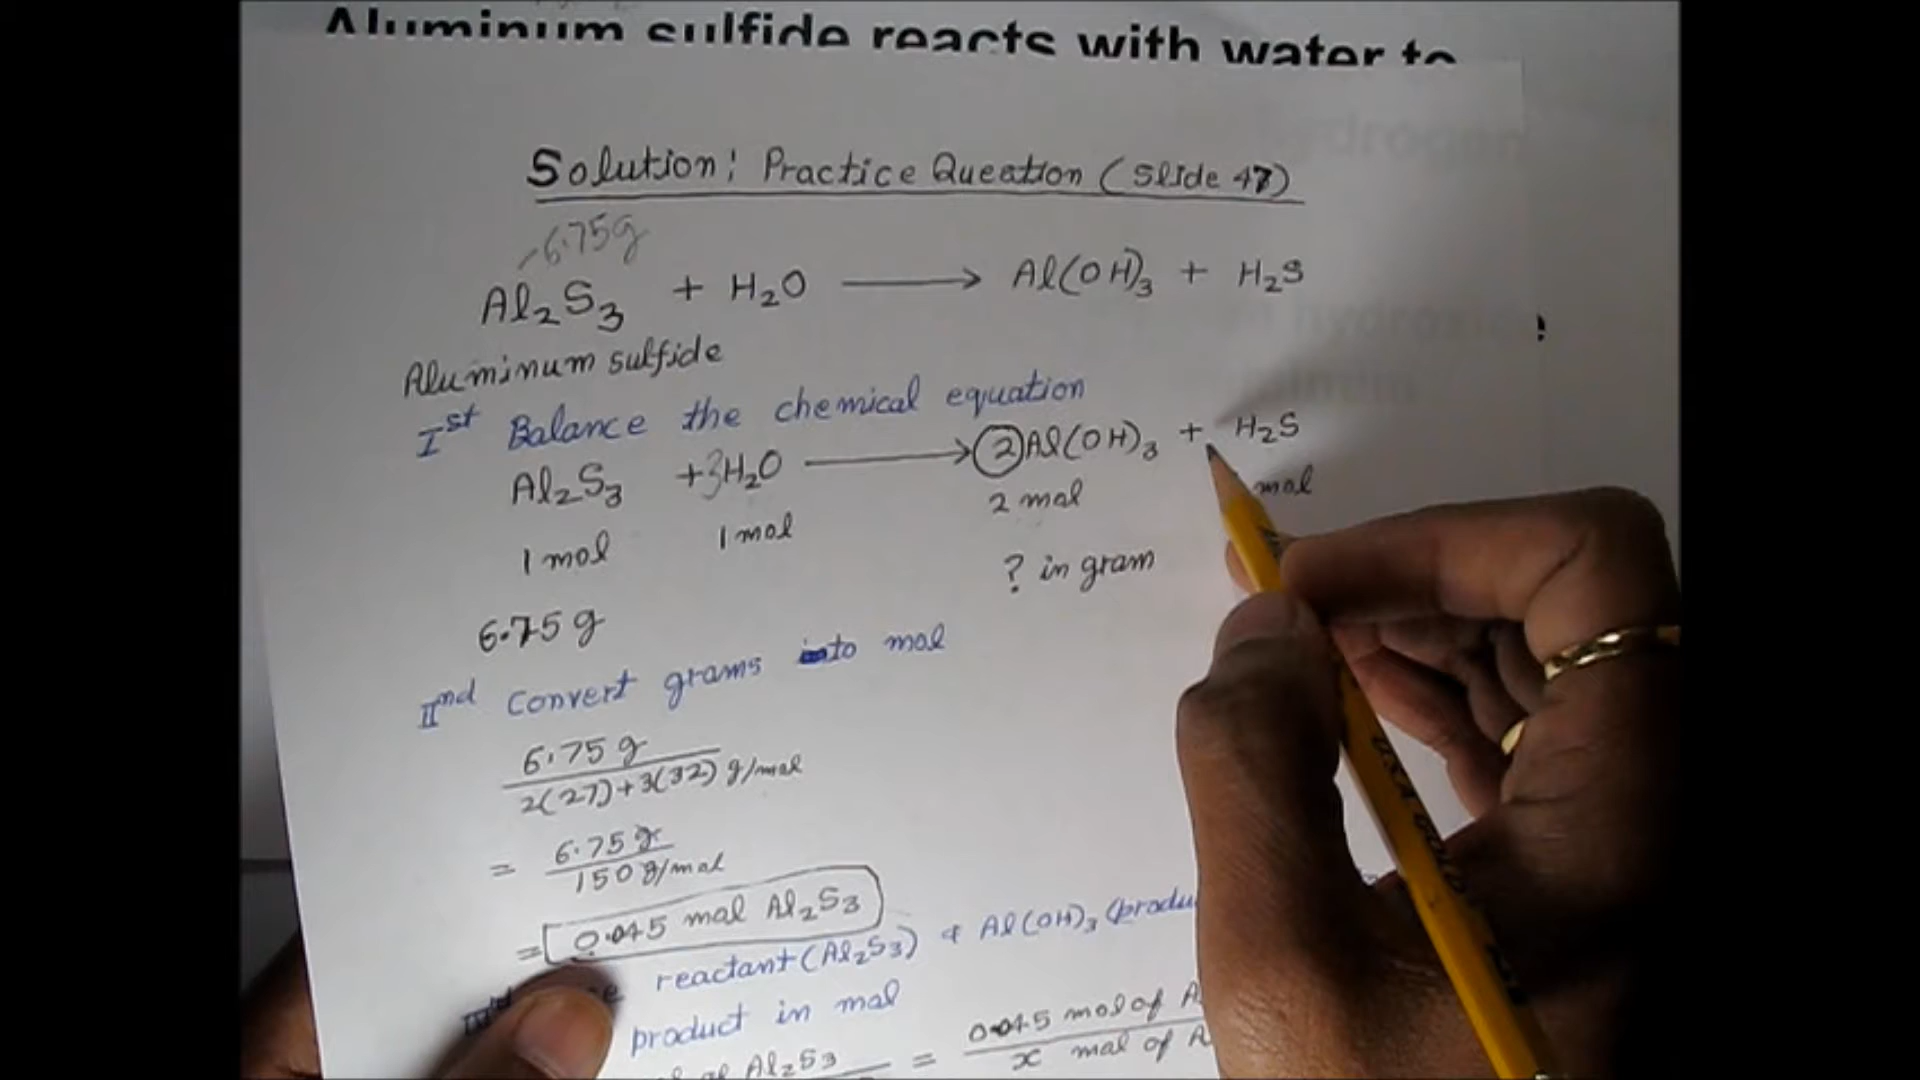 Aluminum sulfide reacts with water to
Solution: Practice Queation (Slide 47)
6.75g
Al₂S₃ + H₂O ⟶ Al(OH)₃ + H₂S
Aluminum sulfide
Ist Balance the chemical equation
Al₂S₃ +3H₂O ⟶ 2Al(OH)₃ + H₂S
1 mol 1 mol 2 mol mol
6.75 g ? in gram
IInd Convert grams into mol
6.75 g
2(27)+3(32) g/mol
= 6.75 g
150 g/mol
= 0.045 mol Al₂S₃
reactant (Al₂S₃) & Al(OH)₃ (produ
product in mol
Al₂S₃ = 0.045 mol of A
x mol of A